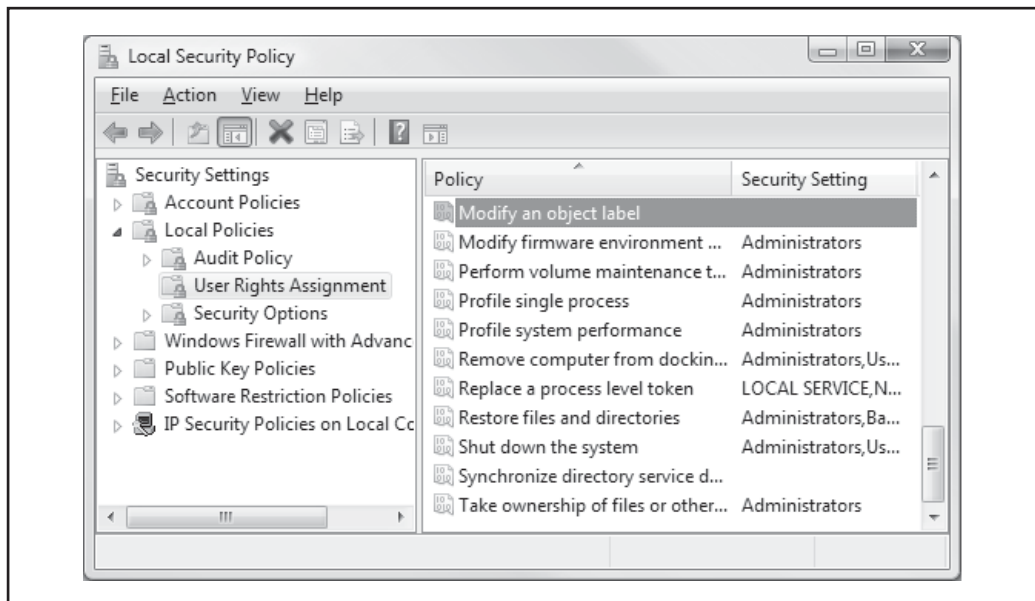 Local Security Policy
File Action View Help
Security Settings
Account Policies
Local Policies
Audit Policy
User Rights Assignment
Security Options
Windows Firewall with Advanc
Public Key Policies
Software Restriction Policies
IP Security Policies on Local Cc
Policy Security Setting
Modify an object label
Modify firmware environment ... Administrators
Perform volume maintenance t... Administrators
Profile single process Administrators
Profile system performance Administrators
Remove computer from dockin... Administrators,Us...
Replace a process level token LOCAL SERVICE,N...
Restore files and directories Administrators,Ba...
Shut down the system Administrators,Us...
Synchronize directory service d...
Take ownership of files or other... Administrators